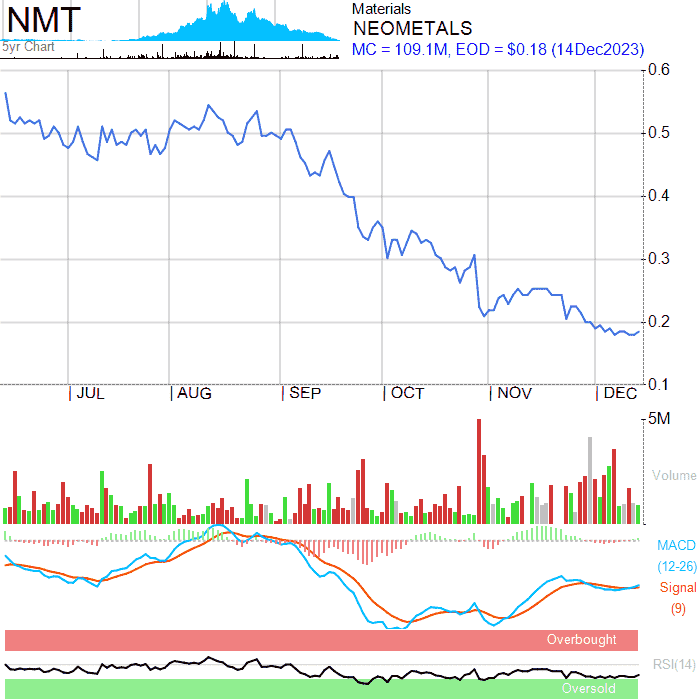 NMT
5yr Chart
Materials
NEOMETALS
MC = 109.1M, EOD = $0.18 (14Dec2023)
0.6
0.5
0.4
0.3
0.2
0.1
JUL AUG SEP OCT NOV DEC
5M
Volume
MACD
(12-26)
Signal
(9)
Overbought
RSI(14)
Oversold